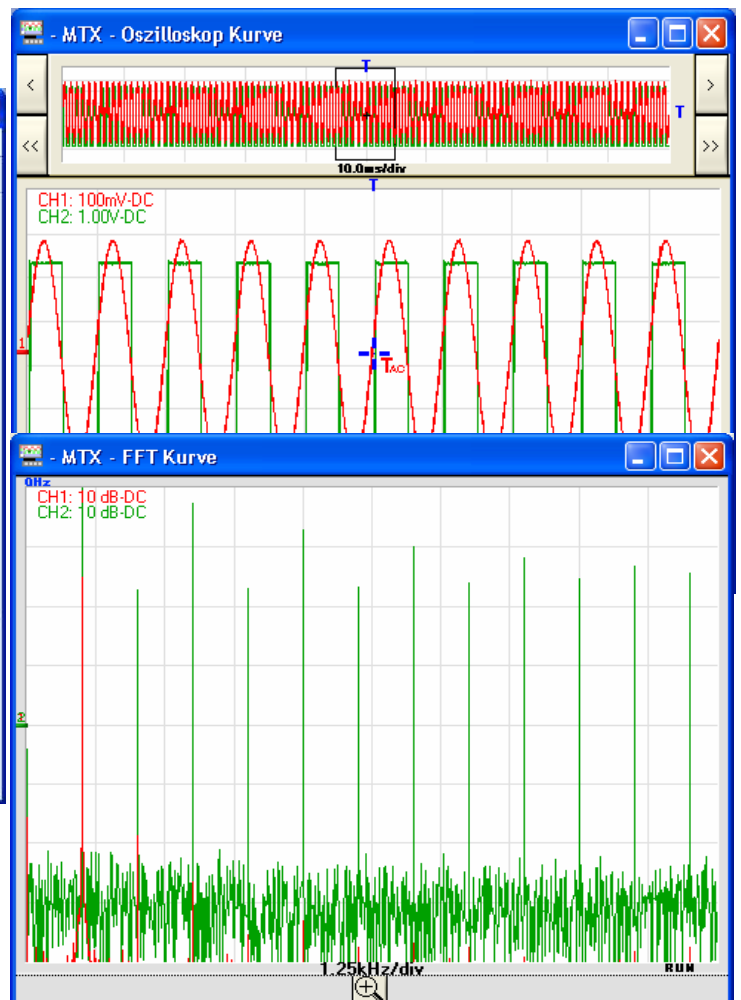 - MTX - Oszilloskop Kurve
<
>
T
T
<<
>>
10.0ms/div
T
CH1: 100mV-DC
CH2: 1.00V-DC
1
TAC
- MTX - FFT Kurve
0Hz
CH1: 10 dB-DC
CH2: 10 dB-DC
2
1.25kHz/div
RUN